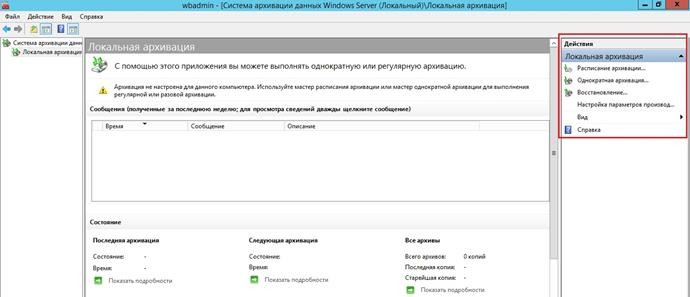 wbadmin - [Система архивации данных Windows Server (Локальный)\Локальная архивация]
Файл Действие Вид Справка
Система архивации данн
Локальная архивация
Локальная архивация
С помощью этого приложения вы можете выполнять однократную или регулярную архивацию.
Архивация не настроена для данного компьютера. Используйте мастер расписания архивации или мастер однократной архивации для выполнения
регулярной или разовой архивации.
Сообщения (полученные за последнюю неделю; для просмотра сведений дважды щелкните сообщение)
Время Сообщение Описание
Состояние
Последняя архивация Следующая архивация Все архивы
Состояние: - Состояние: Всего архивов: 0 копий
Время: - Время: - Последняя копия: -
Показать подробности Показать подробности Старейшая копия: -
Показать подробности
Действия
Локальная архивация
Расписание архивации...
Однократная архивация...
Восстановление...
Настройка параметров производ...
Вид
Справка